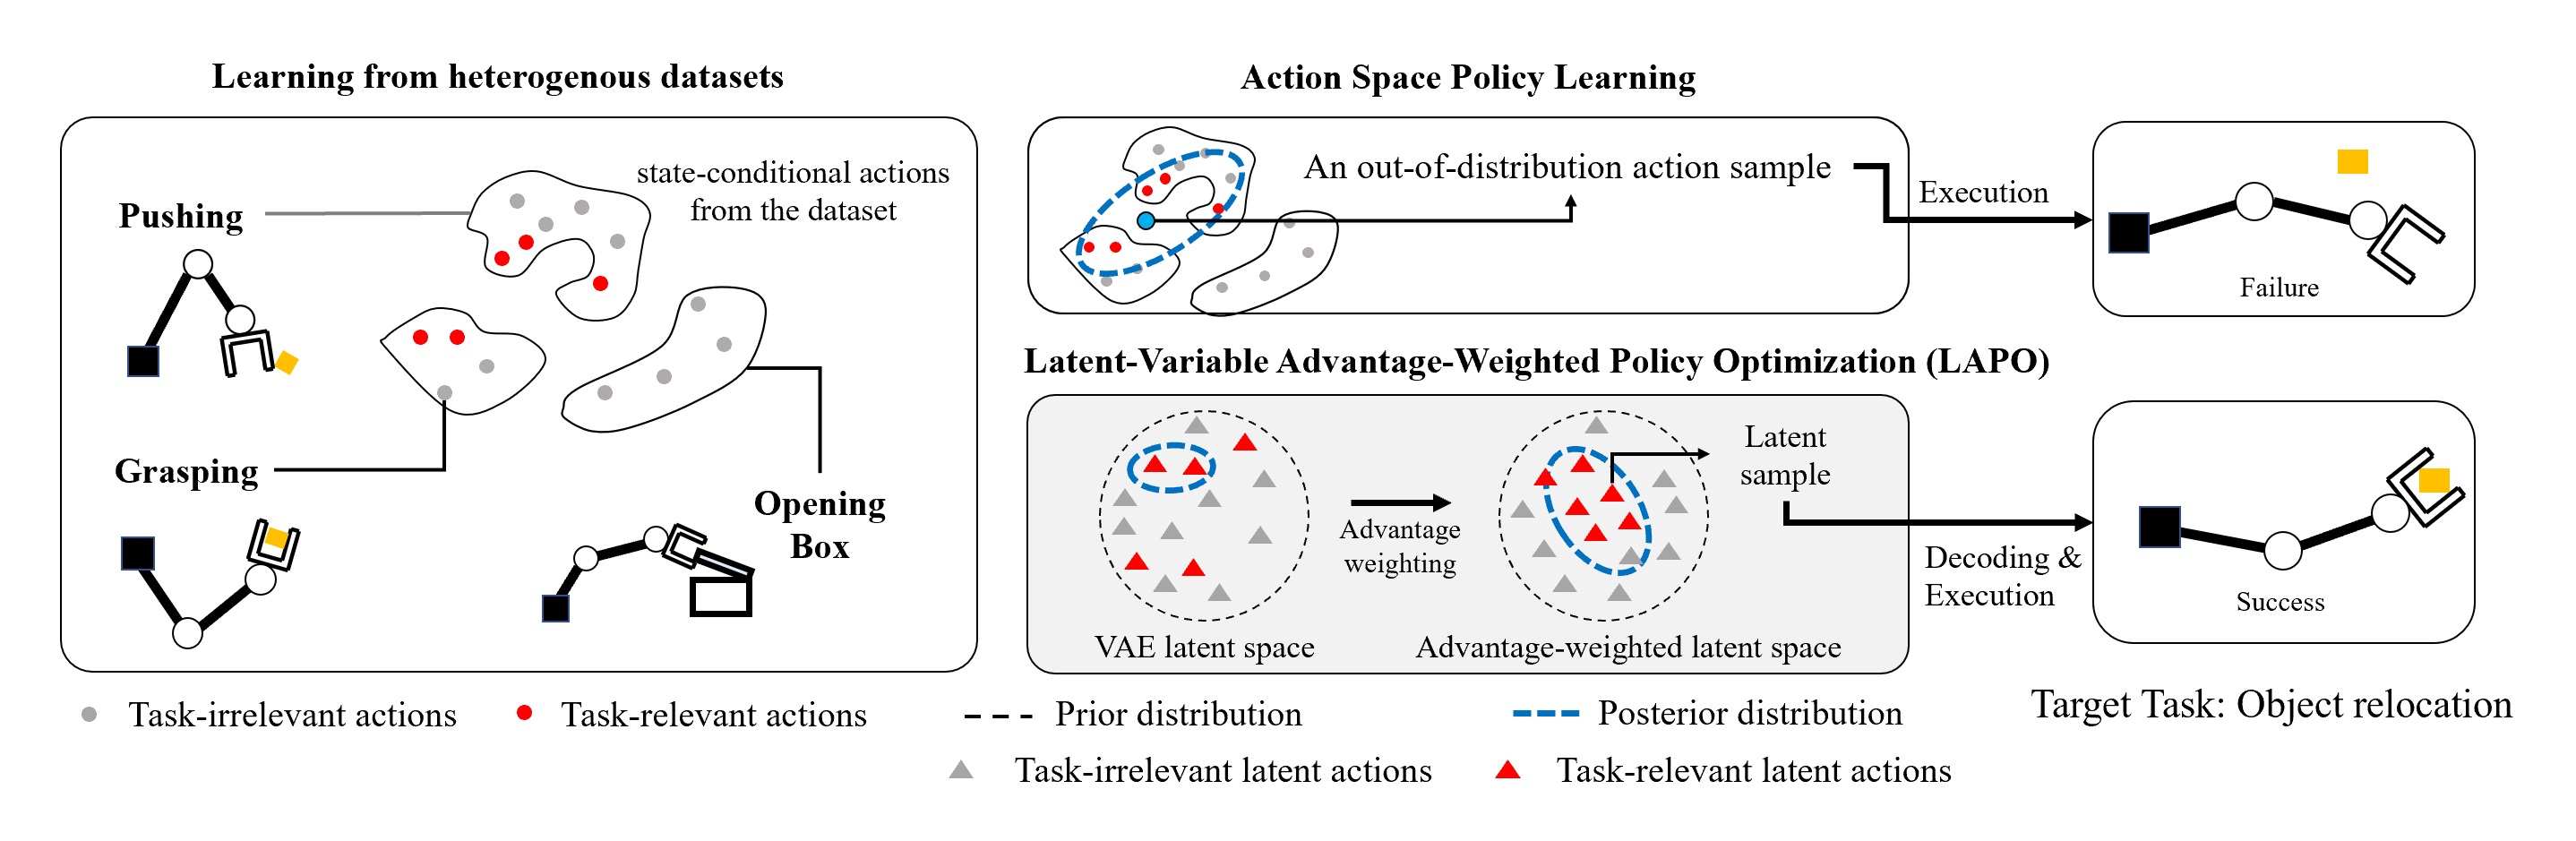 Learning from heterogenous datasets
state-conditional actions
from the dataset
Pushing
Grasping
Opening
Box
Action Space Policy Learning
An out-of-distribution action sample
Execution
Failure
Latent-Variable Advantage-Weighted Policy Optimization (LAPO)
Latent
sample
Advantage
weighting
VAE latent space
Advantage-weighted latent space
Decoding &
Execution
Success
Task-irrelevant actions
Task-relevant actions
Prior distribution
Posterior distribution
Target Task: Object relocation
Task-irrelevant latent actions
Task-relevant latent actions